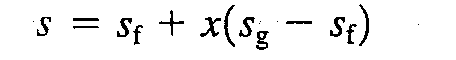 s = s_f + x(s_g − s_f)